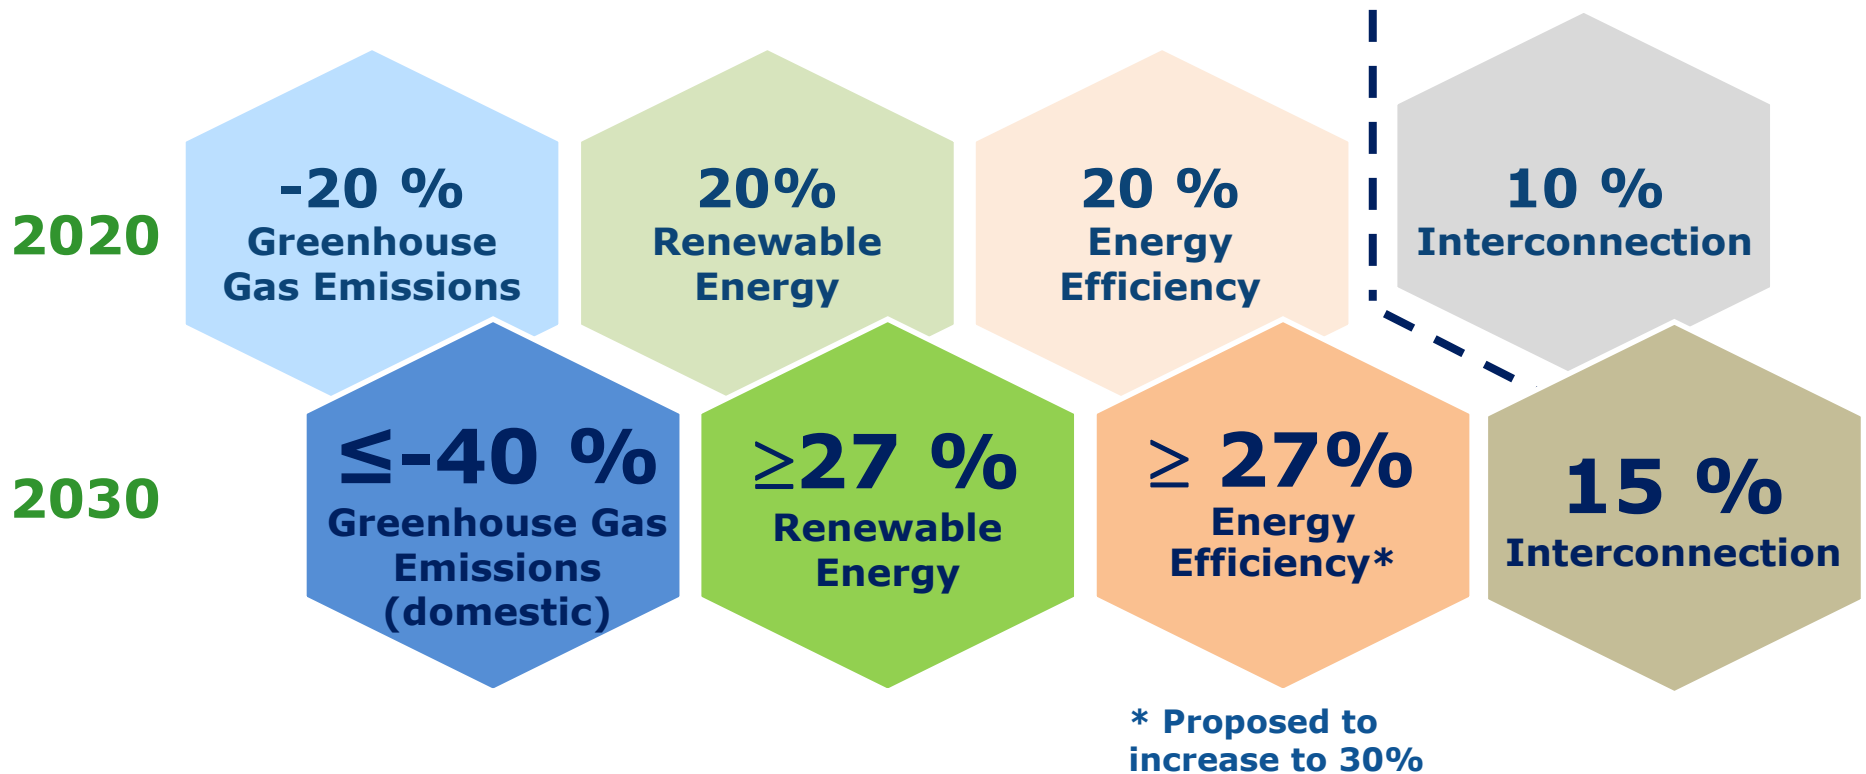 2020
-20 %
Greenhouse
Gas Emissions
20%
Renewable
Energy
20 %
Energy
Efficiency
10 %
Interconnection
2030
≤-40 %
Greenhouse Gas
Emissions
(domestic)
≥27 %
Renewable
Energy
≥ 27%
Energy
Efficiency*
15 %
Interconnection
* Proposed to
increase to 30%